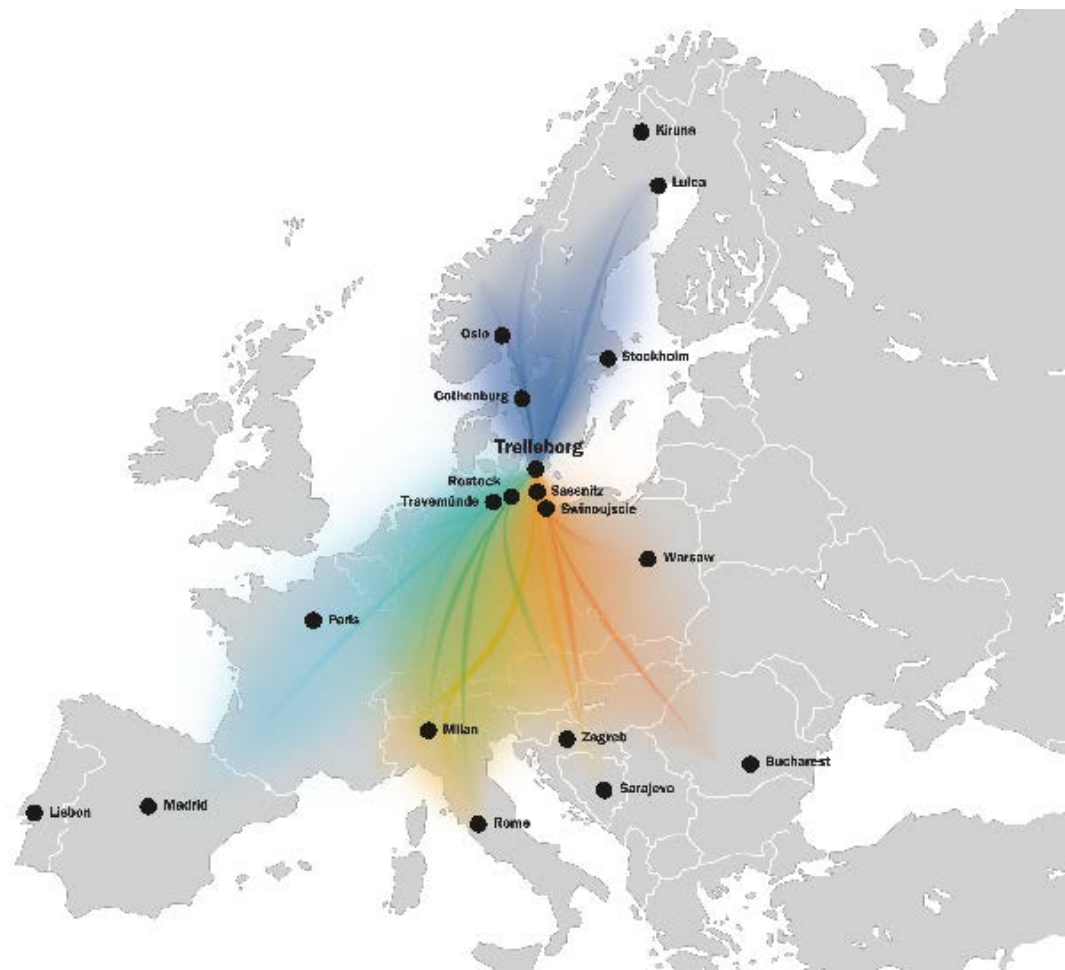 Kiruna
Lulea
Oslo
Stockholm
Gothenburg
Trelleborg
Rostock
Sassnitz
Travemünde
Swinoujscie
Warsaw
Paris
Milan
Zagreb
Bucharest
Sarajevo
Madrid
Lisbon
Rome